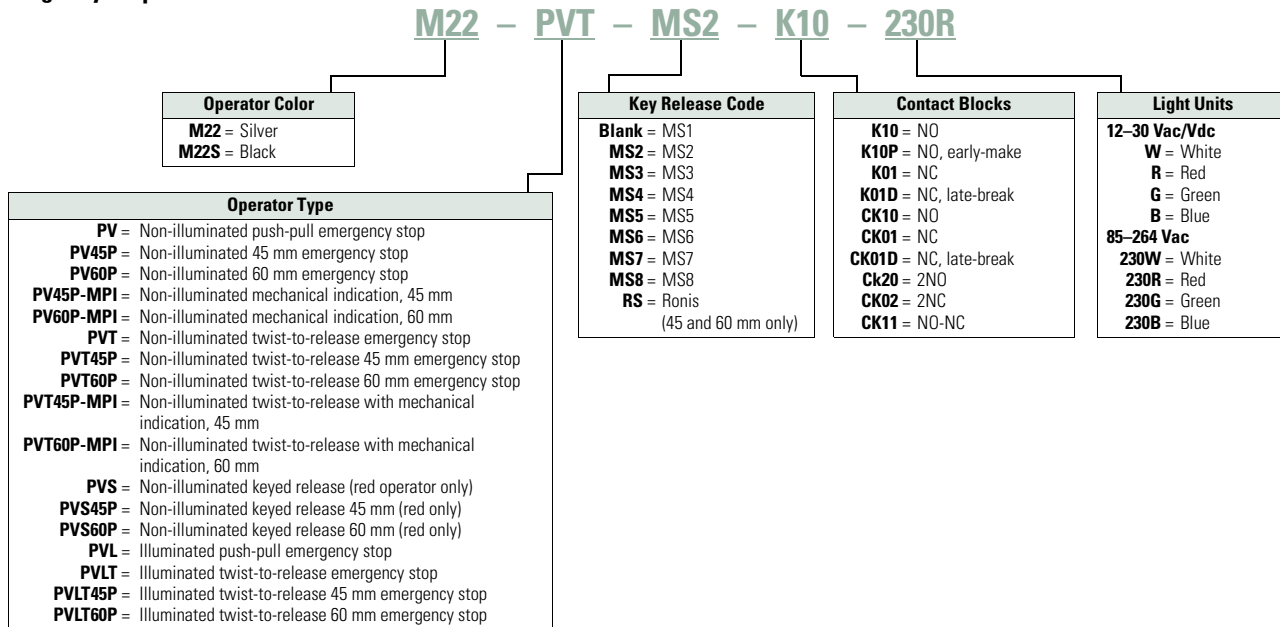 M22 – PVT – MS2 – K10 – 230R
Operator Color
M22 = Silver
M22S = Black
Operator Type
PV = Non-illuminated push-pull emergency stop
PV45P = Non-illuminated 45 mm emergency stop
PV60P = Non-illuminated 60 mm emergency stop
PV45P-MPI = Non-illuminated mechanical indication, 45 mm
PV60P-MPI = Non-illuminated mechanical indication, 60 mm
PVT = Non-illuminated twist-to-release emergency stop
PVT45P = Non-illuminated twist-to-release 45 mm emergency stop
PVT60P = Non-illuminated twist-to-release 60 mm emergency stop
PVT45P-MPI = Non-illuminated twist-to-release with mechanical
indication, 45 mm
PVT60P-MPI = Non-illuminated twist-to-release with mechanical
indication, 60 mm
PVS = Non-illuminated keyed release (red operator only)
PVS45P = Non-illuminated keyed release 45 mm (red only)
PVS60P = Non-illuminated keyed release 60 mm (red only)
PVL = Illuminated push-pull emergency stop
PVLT = Illuminated twist-to-release emergency stop
PVLT45P = Illuminated twist-to-release 45 mm emergency stop
PVLT60P = Illuminated twist-to-release 60 mm emergency stop
Key Release Code
Blank = MS1
MS2 = MS2
MS3 = MS3
MS4 = MS4
MS5 = MS5
MS6 = MS6
MS7 = MS7
MS8 = MS8
RS = Ronis
(45 and 60 mm only)
Contact Blocks
K10 = NO
K10P = NO, early-make
K01 = NC
K01D = NC, late-break
CK10 = NO
CK01 = NC
CK01D = NC, late-break
Ck20 = 2NO
CK02 = 2NC
CK11 = NO-NC
Light Units
12–30 Vac/Vdc
W = White
R = Red
G = Green
B = Blue
85–264 Vac
230W = White
230R = Red
230G = Green
230B = Blue